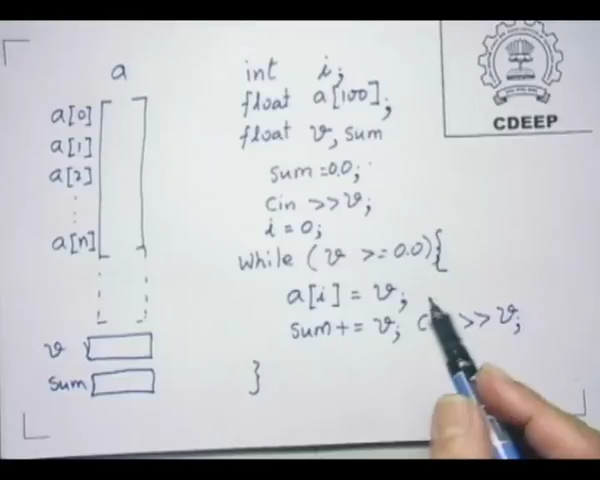 a
a[0]
a[1]
a[2]
a[n]
v
sum
int i;
float a[100];
float v, sum
sum = 0.0;
cin >> v;
i = 0;
while ( v >= 0.0) {
a[i] = v;
sum += v; >> v;
}
CDEEP